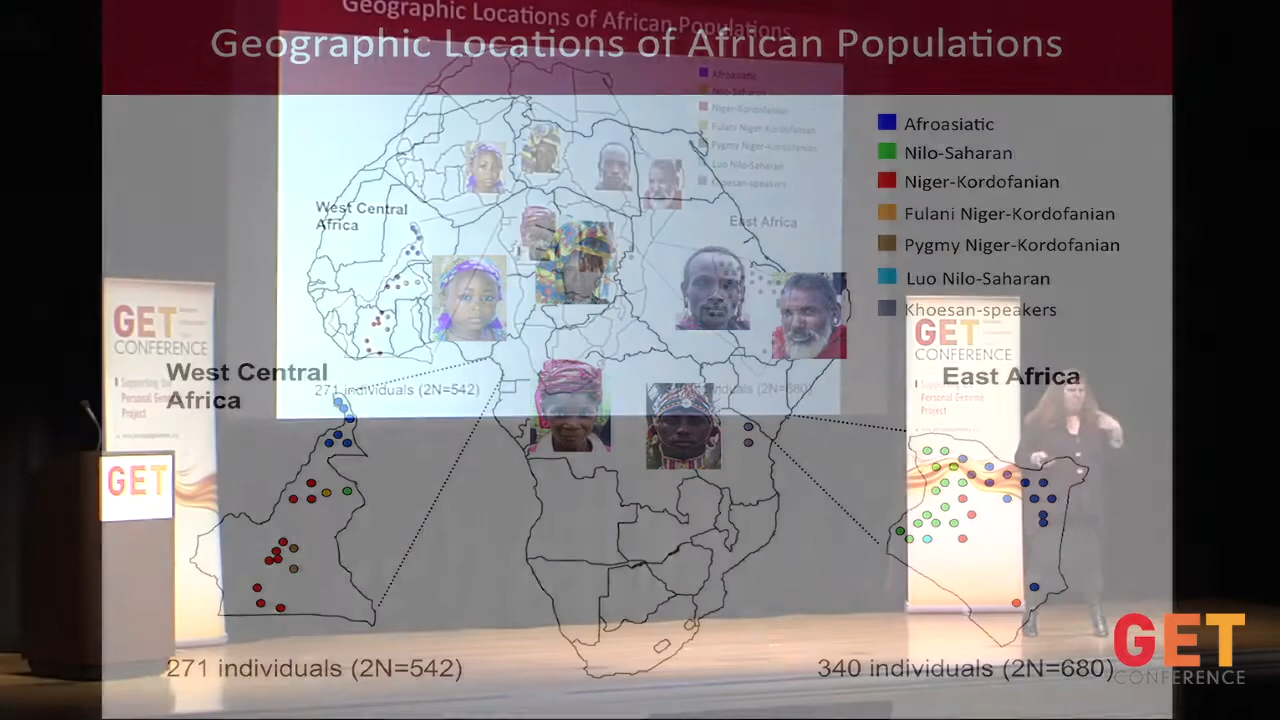 Geographic Locations of African Populations
Geographic Locations of African Populations
Afroasiatic
Nilo-Saharan
Niger-Kordofanian
Fulani Niger-Kordofanian
Pygmy Niger-Kordofanian
Luo Nilo-Saharan
Khoesan-speakers
Afroasiatic
Nilo-Saharan
Niger-Kordofanian
Fulani Niger-Kordofanian
Pygmy Niger-Kordofanian
Luo Nilo-Saharan
Khoesan-speakers
West Central
Africa
East Africa
271 individuals (2N=542)
individuals (2N=680)
GET
CONFERENCE
Supporting the
Personal Genome
Project
GET
CONFERENCE
Supporting
Personal Genome
Project
West Central
Africa
East Africa
GET
271 individuals (2N=542)
340 individuals (2N=680)
GET
CONFERENCE